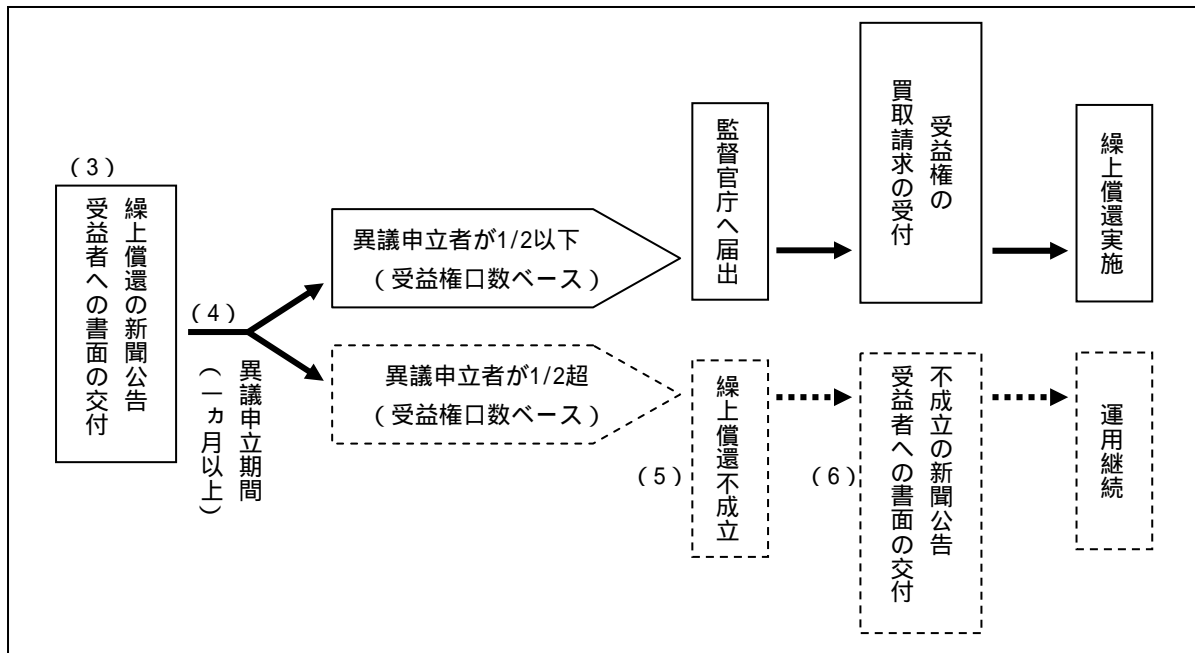 (3)
繰上償還の新聞公告
受益者への書面の交付
(4)
異議申立期間
(一ヵ月以上)
異議申立者が1/2以下
(受益権口数ベース)
監督官庁へ届出
受益権の
買取請求の受付
繰上償還実施
異議申立者が1/2超
(受益権口数ベース)
(5)
繰上償還不成立
(6)
不成立の新聞公告
受益者への書面の交付
運用継続